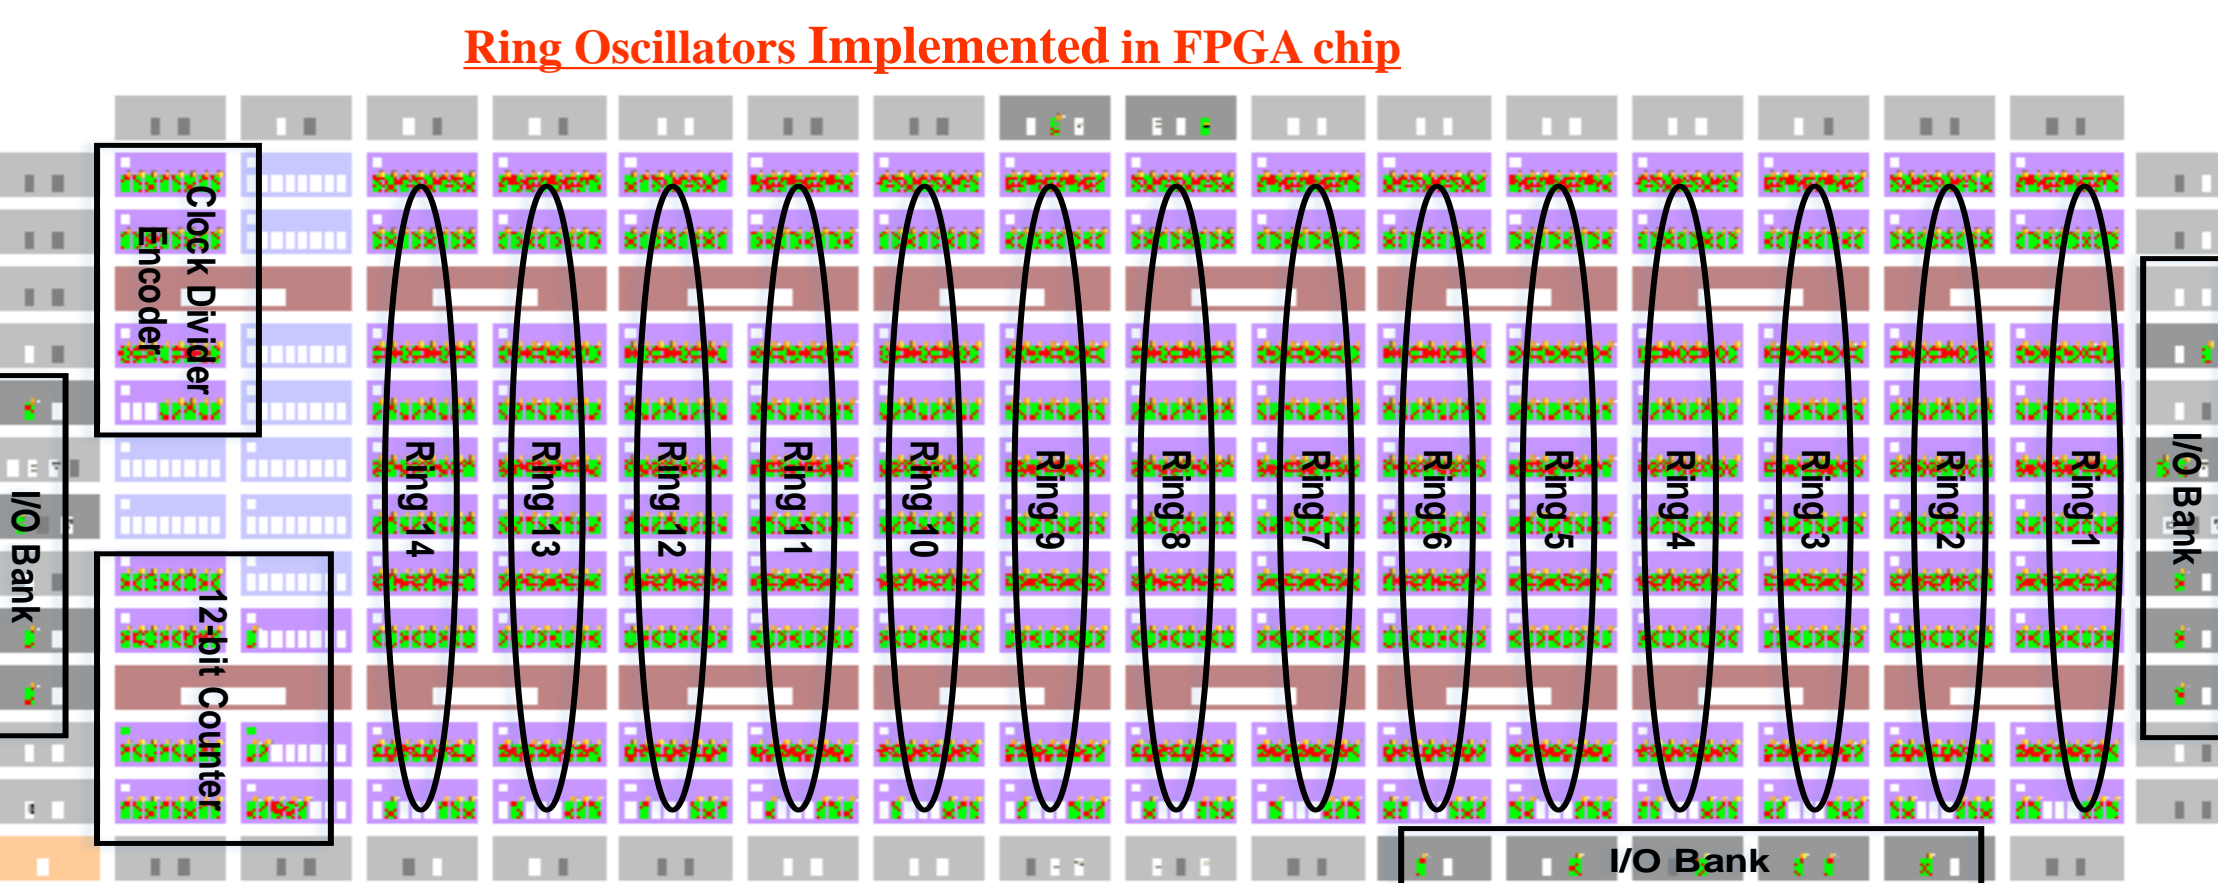 Ring Oscillators Implemented in FPGA chip
Clock Divider
Encoder
I/O Bank
12-bit Counter
Ring 14
Ring 13
Ring 12
Ring 11
Ring 10
Ring 9
Ring 8
Ring 7
Ring 6
Ring 5
Ring 4
Ring 3
Ring 2
Ring 1
I/O Bank
I/O Bank